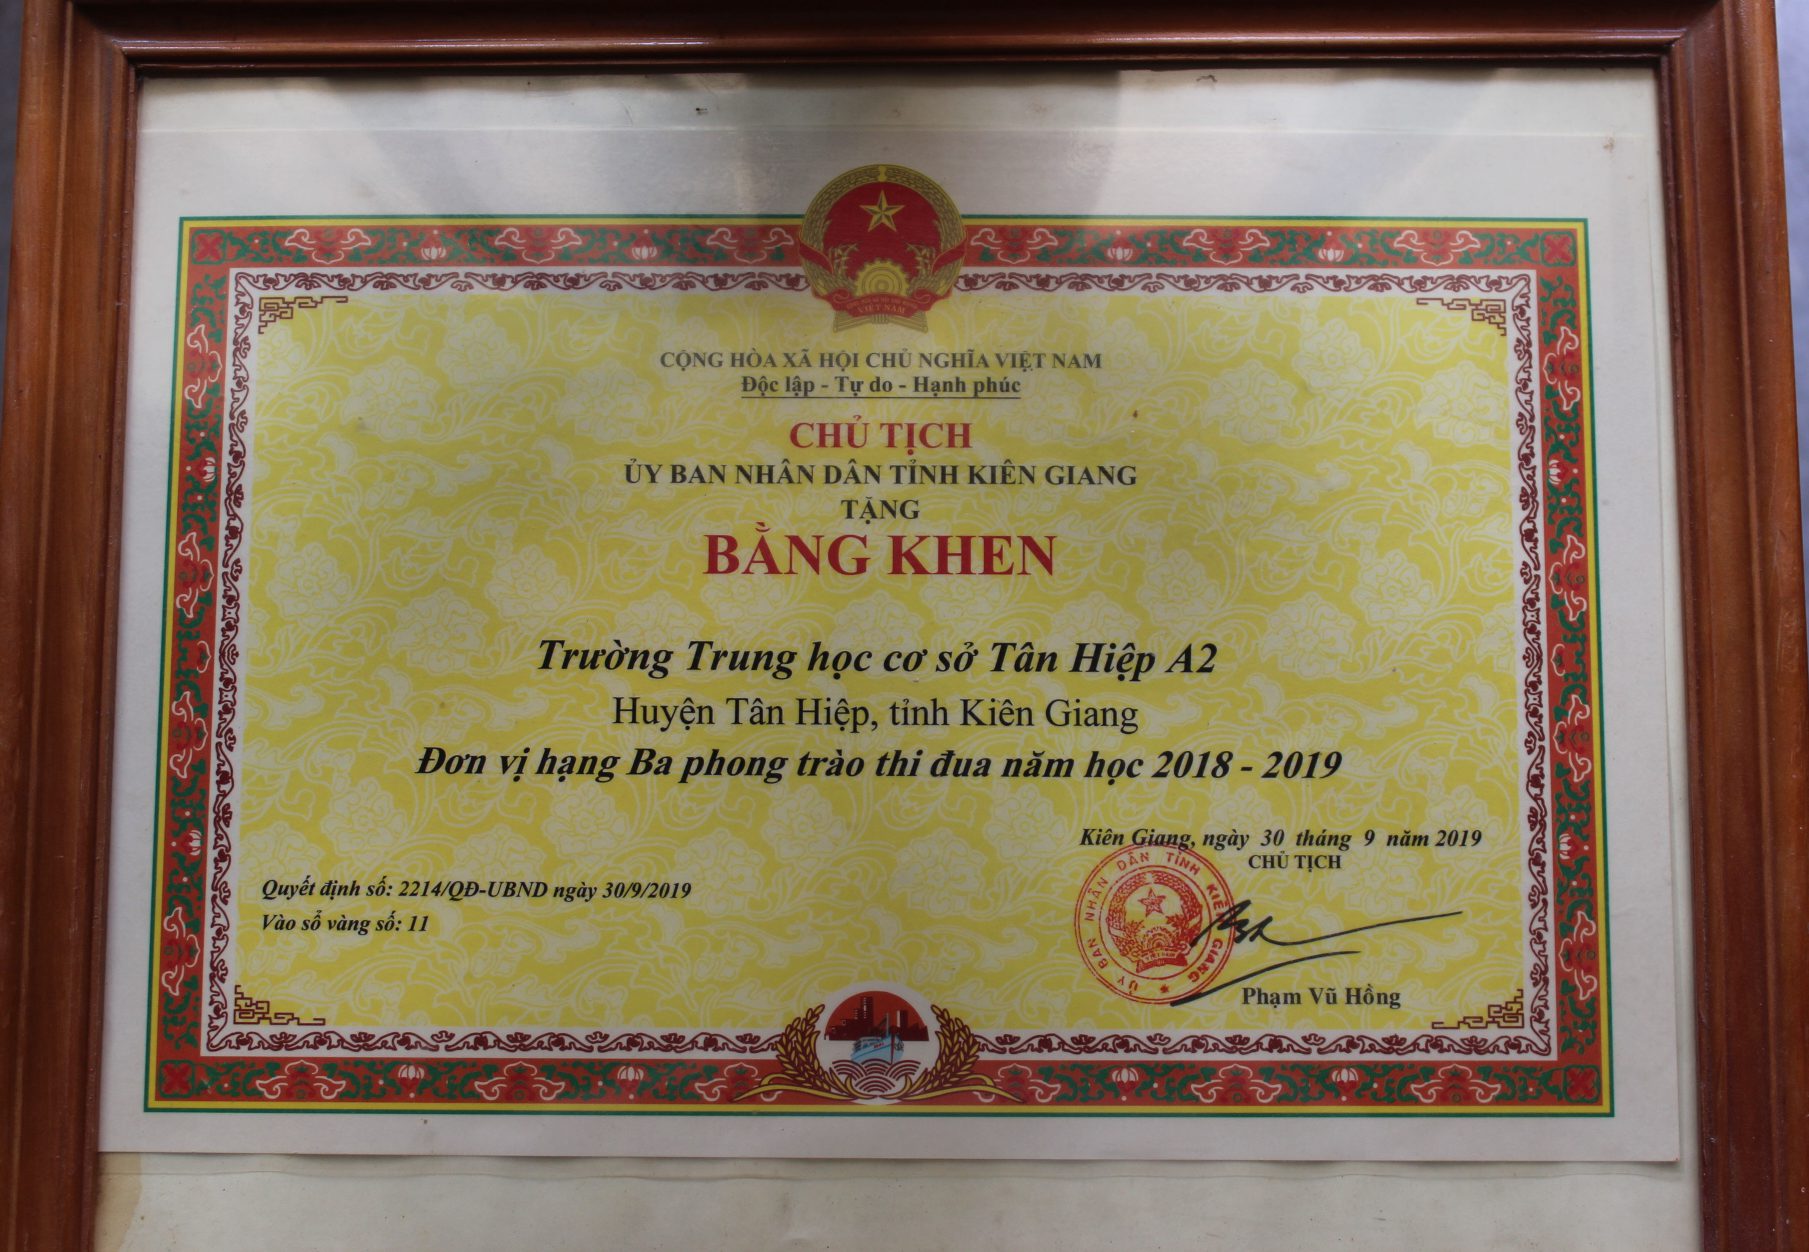 CỘNG HÒA XÃ HỘI CHỦ NGHĨA VIỆT NAM
Độc lập - Tự do - Hạnh phúc
CHỦ TỊCH
ỦY BAN NHÂN DÂN TỈNH KIÊN GIANG
TẶNG
BẰNG KHEN
Trường Trung học cơ sở Tân Hiệp A2
Huyện Tân Hiệp, tỉnh Kiên Giang
Đơn vị hạng Ba phong trào thi đua năm học 2018 - 2019
Kiên Giang, ngày 30 tháng 9 năm 2019
CHỦ TỊCH
Quyết định số: 2214/QĐ-UBND ngày 30/9/2019
Vào sổ vàng số: 11
ỦY BAN NHÂN DÂN TỈNH KIÊN GIANG
Phạm Vũ Hồng
VIỆT NAM